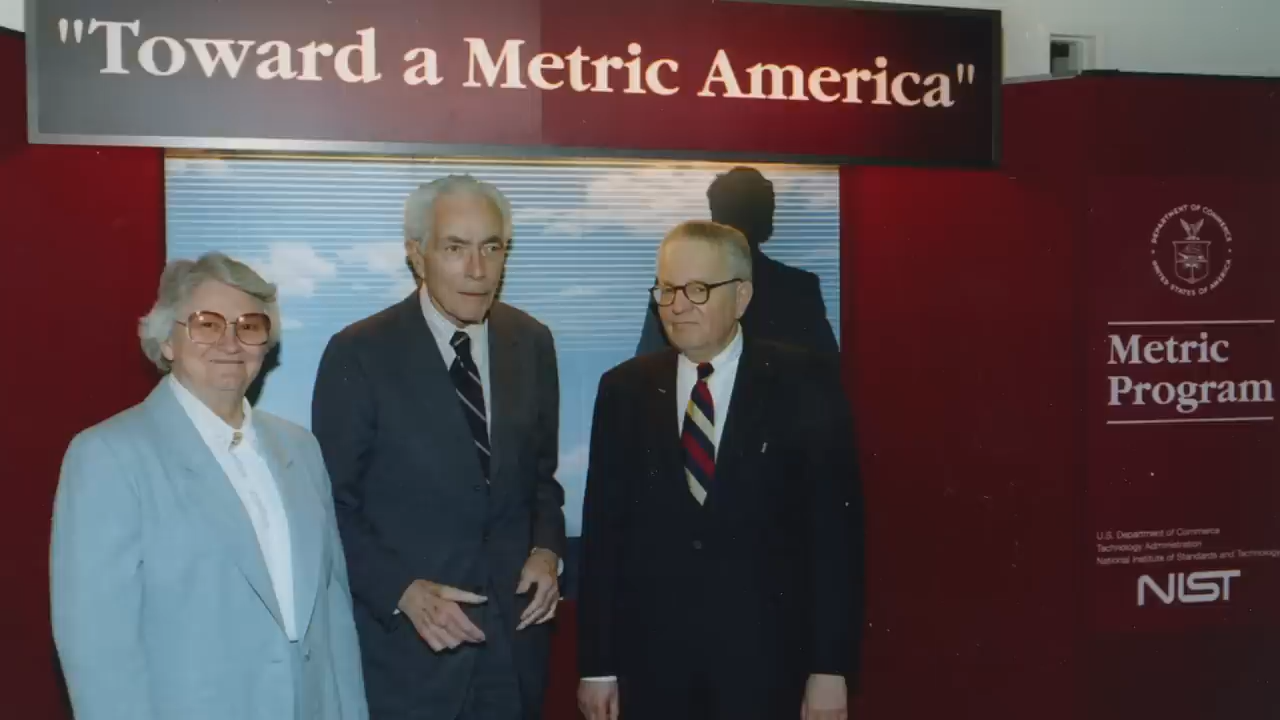 "Toward a Metric America"
DEPARTMENT OF COMMERCE
UNITED STATES OF AMERICA
Metric
Program
U.S. Department of Commerce
Technology Administration
National Institute of Standards and Technology
NIST